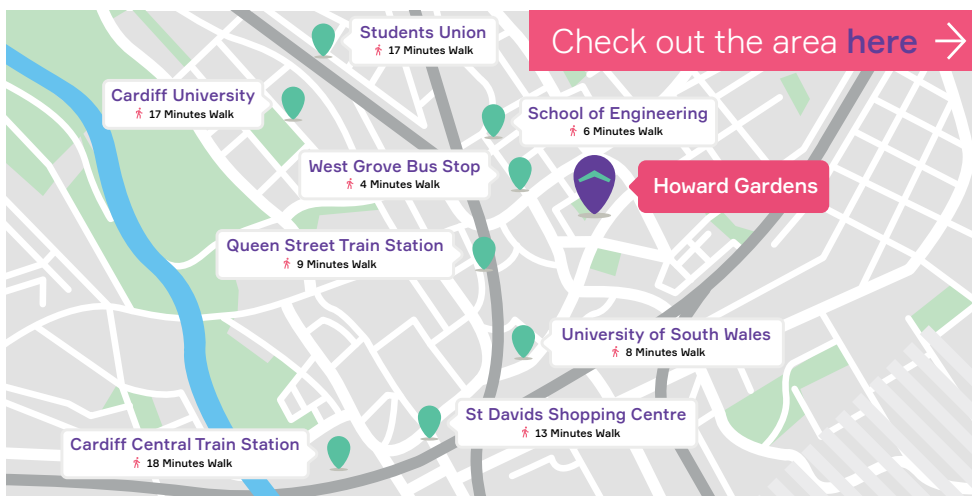 Students Union
17 Minutes Walk
Check out the area here
Cardiff University
17 Minutes Walk
School of Engineering
6 Minutes Walk
West Grove Bus Stop
4 Minutes Walk
Howard Gardens
Queen Street Train Station
9 Minutes Walk
University of South Wales
8 Minutes Walk
St Davids Shopping Centre
13 Minutes Walk
Cardiff Central Train Station
18 Minutes Walk